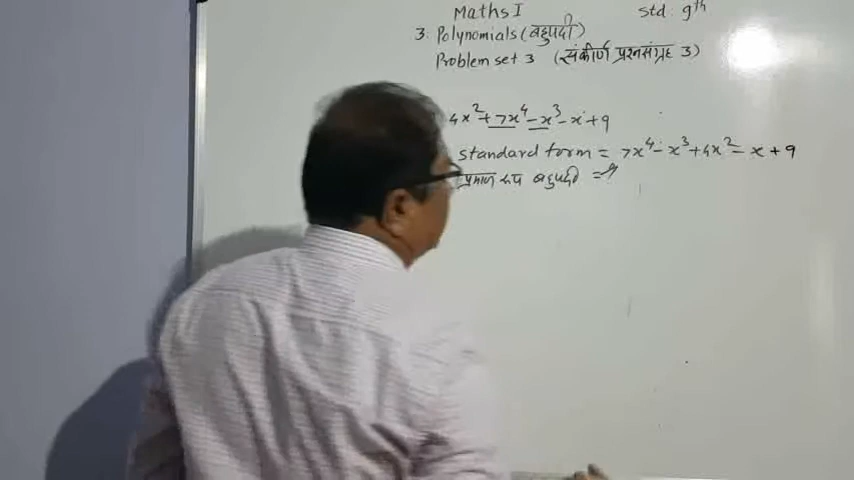 Maths I Std. 9th
3. Polynomials (बहुपदी)
Problem set 3 (संकीर्ण प्रश्नसंग्रह 3)
4x² + 7x⁴ - x³ - x + 9
standard form = 7x⁴ - x³ + 4x² - x + 9
प्रमाण रूप बहुपदी =